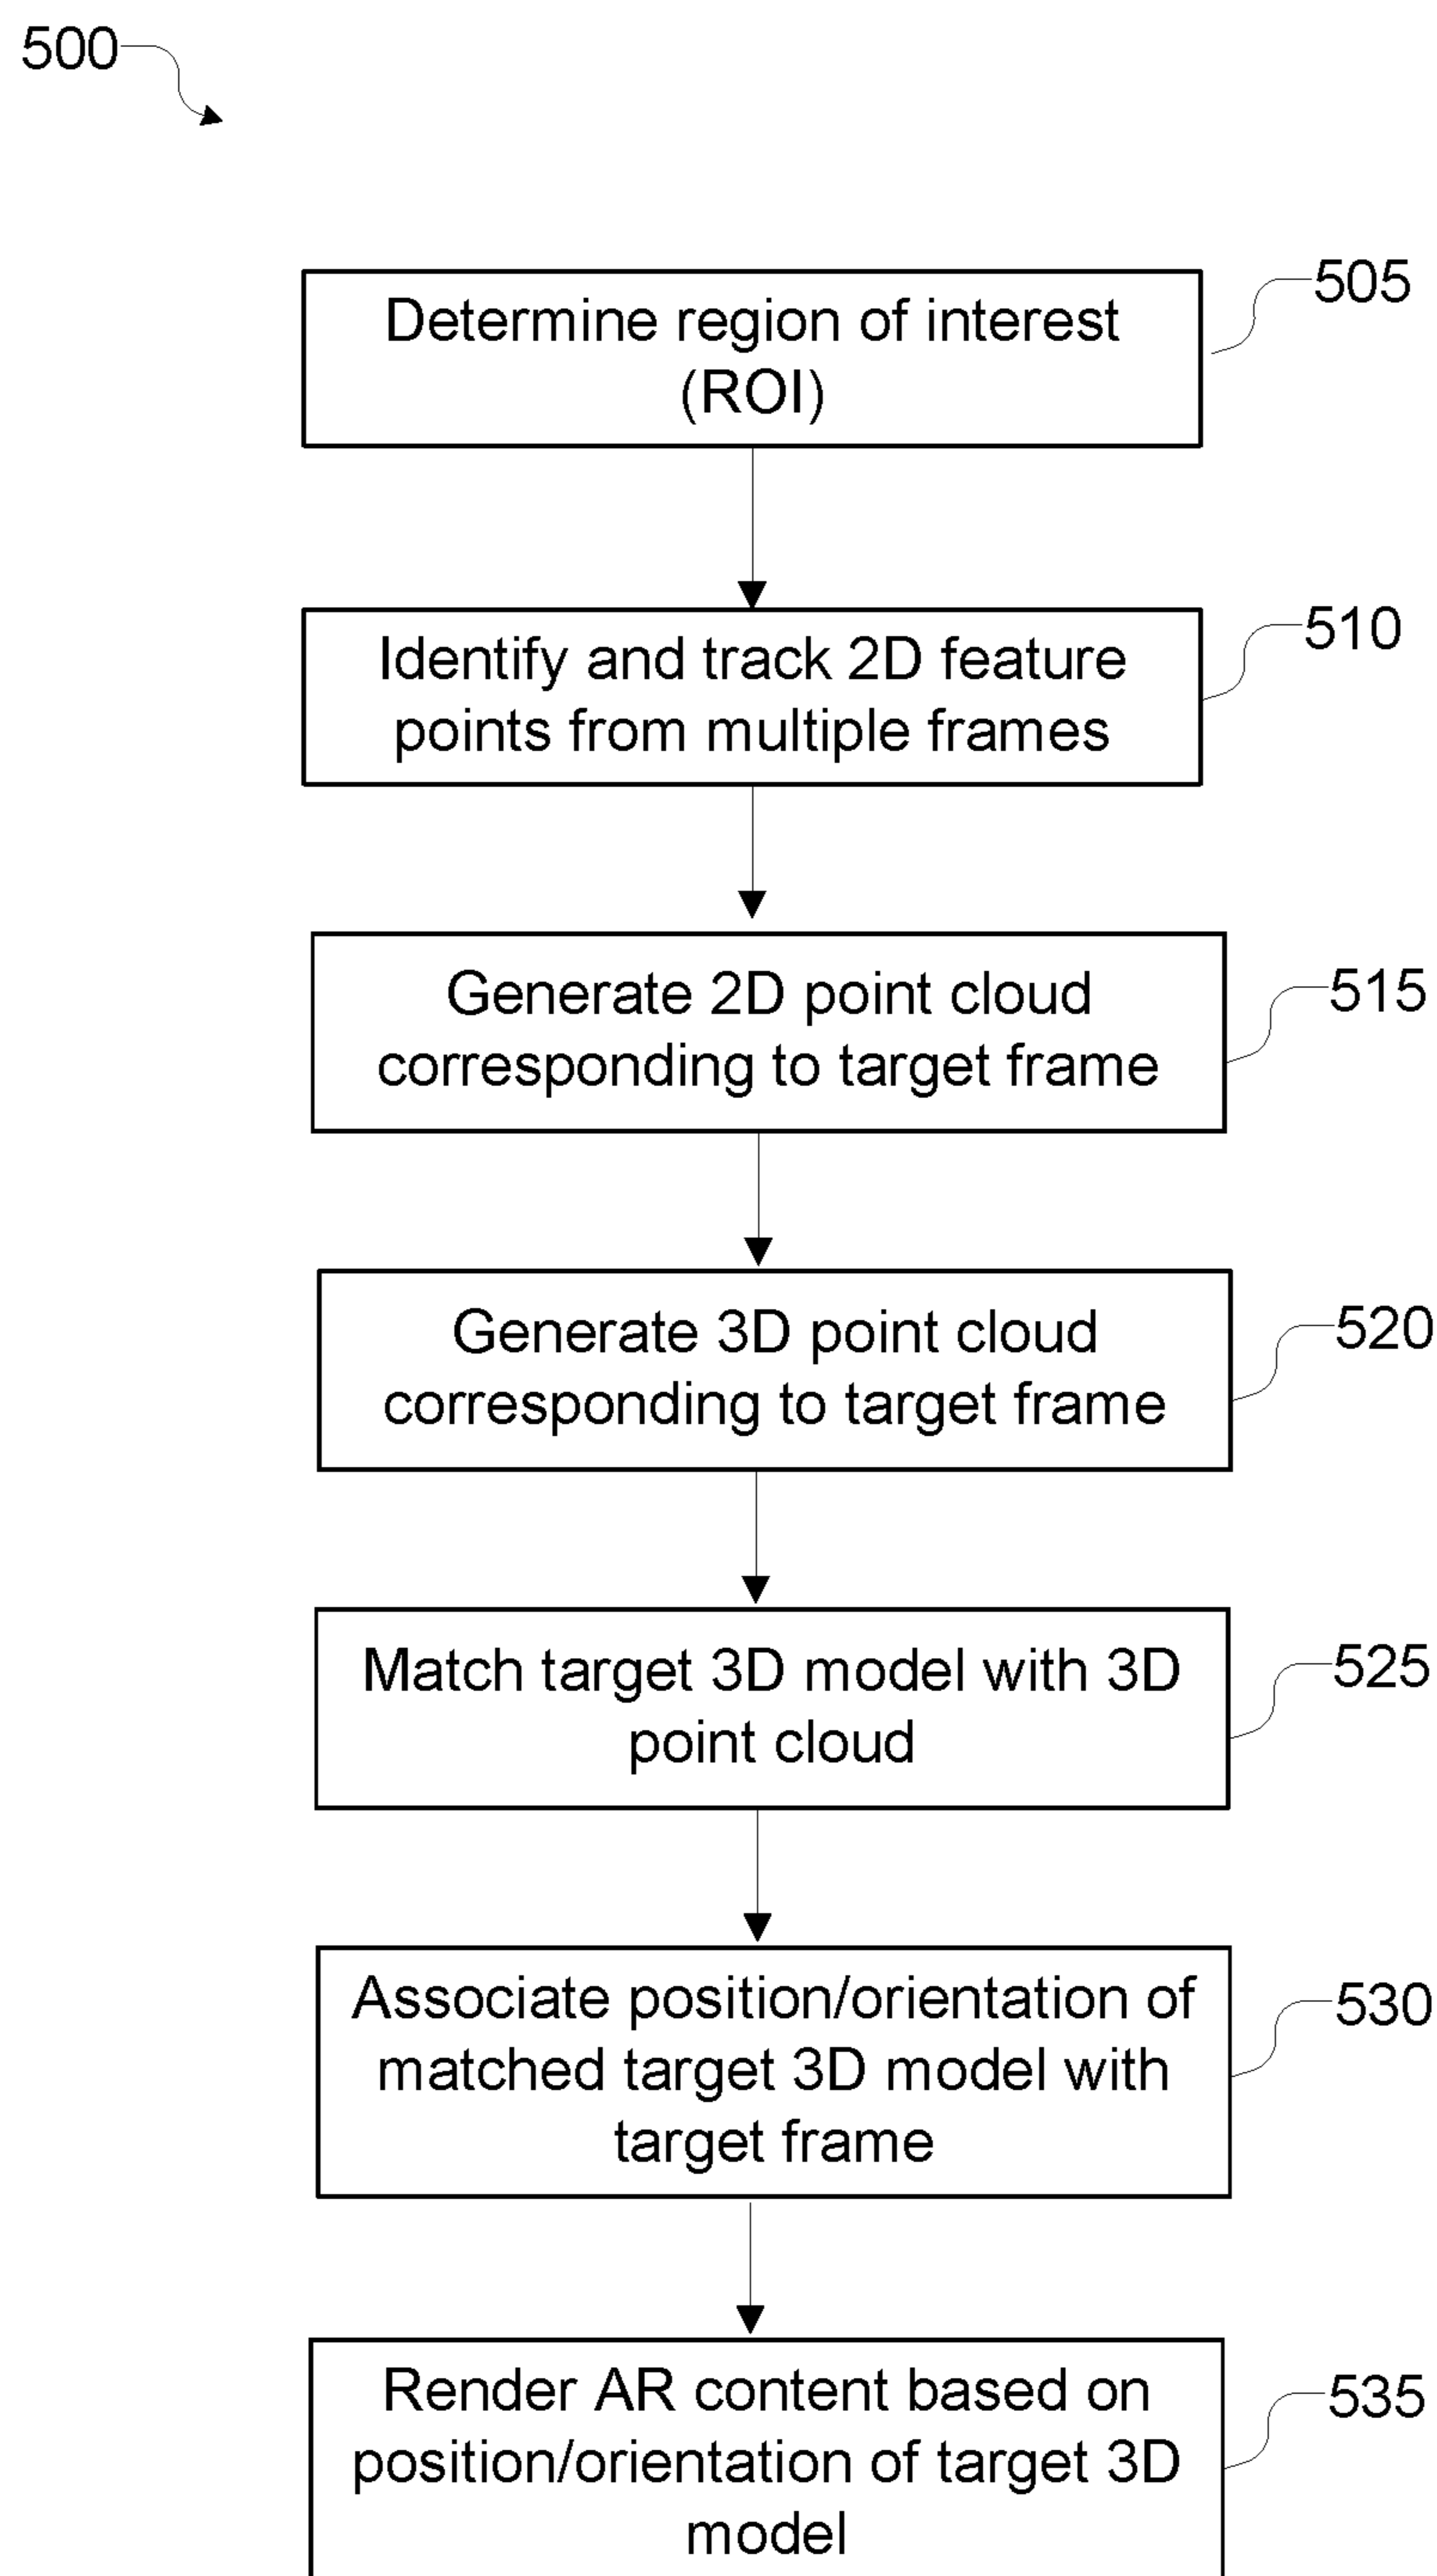 500
505
Determine region of interest
(ROI)
510
Identify and track 2D feature
points from multiple frames
515
Generate 2D point cloud
corresponding to target frame
520
Generate 3D point cloud
corresponding to target frame
525
Match target 3D model with 3D
point cloud
530
Associate position/orientation of
matched target 3D model with
target frame
535
Render AR content based on
position/orientation of target 3D
model